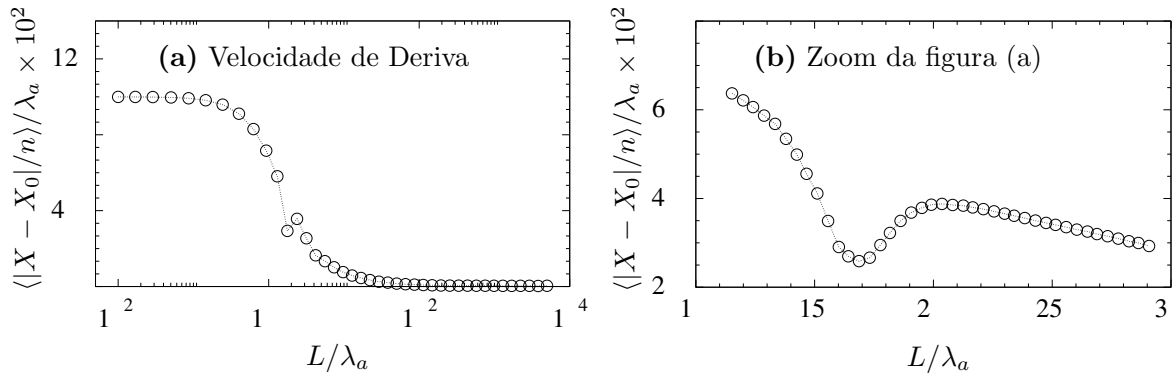 (a) Velocidade de Deriva
⟨|X − X₀|/n⟩/λₐ × 10²
12
4
1 ² 1 1 ² 1 ⁴
L/λₐ
(b) Zoom da figura (a)
⟨|X − X₀|/n⟩/λₐ × 10²
6
4
2
1 15 2 25 3
L/λₐ